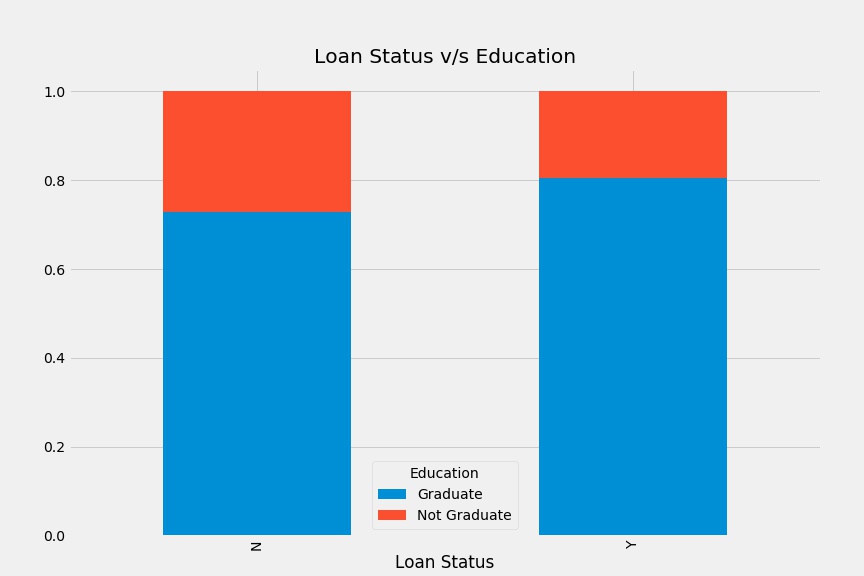 Loan Status v/s Education
1.0
0.8
0.6
0.4
0.2
0.0
Education
Graduate
Not Graduate
N
Y
Loan Status